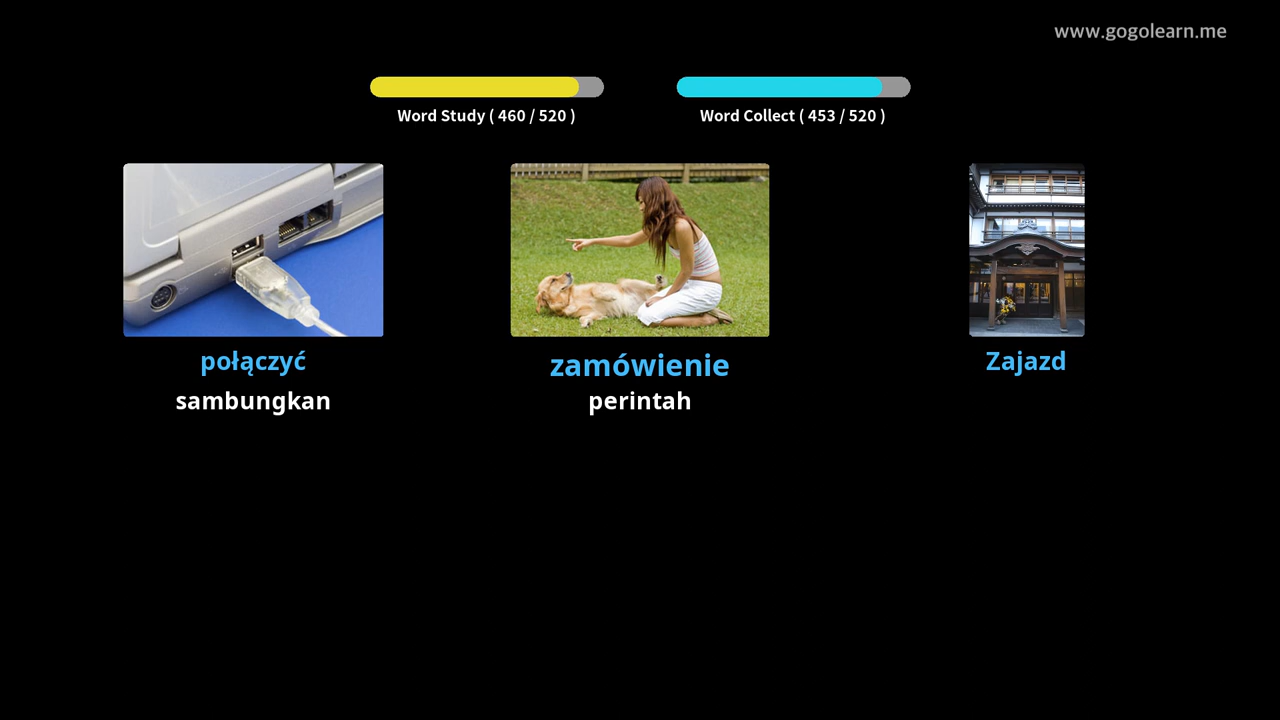 www.gogolearn.me
Word Study ( 460 / 520 )
Word Collect ( 453 / 520 )
połączyć
zamówienie
Zajazd
sambungkan
perintah